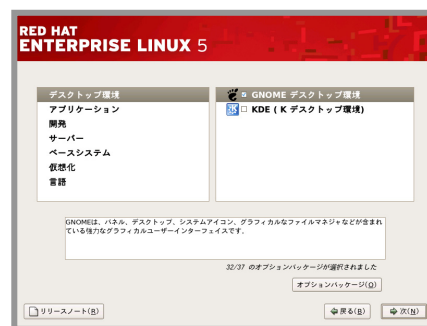 RED HAT
ENTERPRISE LINUX 5
デスクトップ環境
アプリケーション
開発
サーバー
ベースシステム
仮想化
言語
GNOME デスクトップ環境
KDE ( K デスクトップ環境)
GNOMEは、パネル、デスクトップ、システムアイコン、グラフィカルなファイルマネジャなどが含まれ
ている強力なグラフィカルユーザーインターフェイスです。
32/37 のオプションパッケージが選択されました
オプションパッケージ(O)
リリースノート(R)
戻る(B)
次(N)